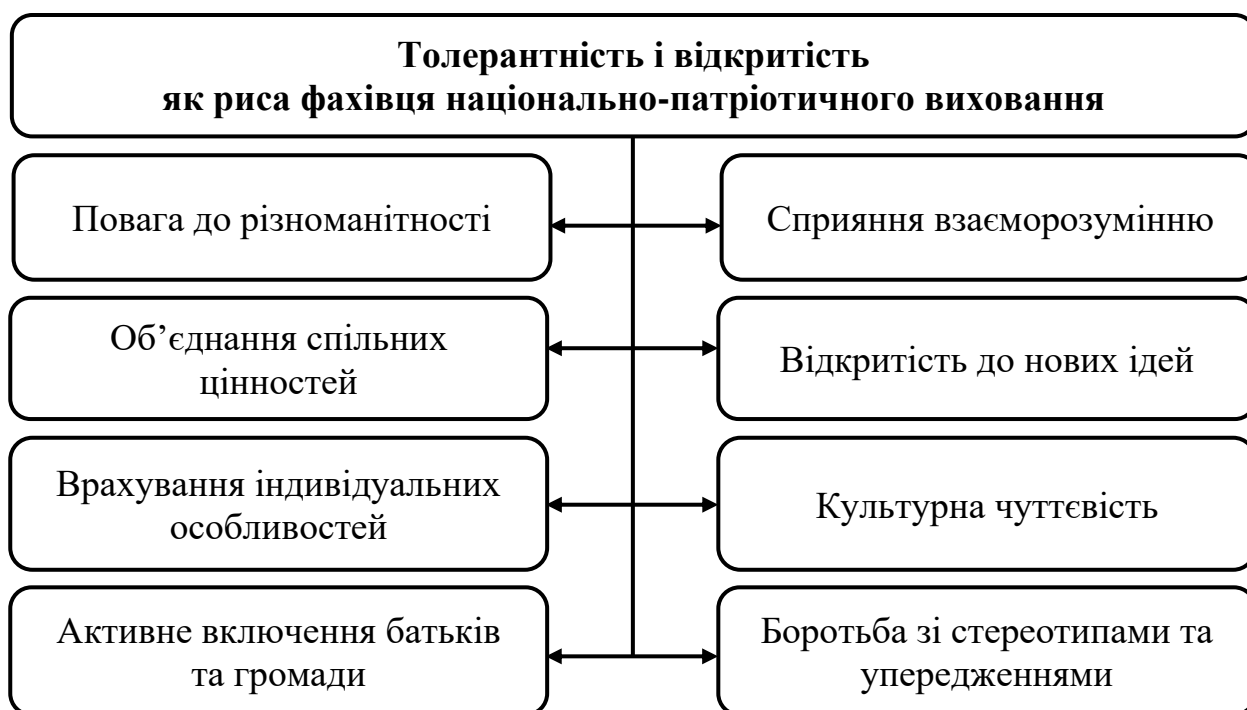 Толерантність і відкритість
як риса фахівця національно-патріотичного виховання
Повага до різноманітності
Сприяння взаєморозумінню
Об’єднання спільних
цінностей
Відкритість до нових ідей
Врахування індивідуальних
особливостей
Культурна чуттєвість
Активне включення батьків
та громади
Боротьба зі стереотипами та
упередженнями